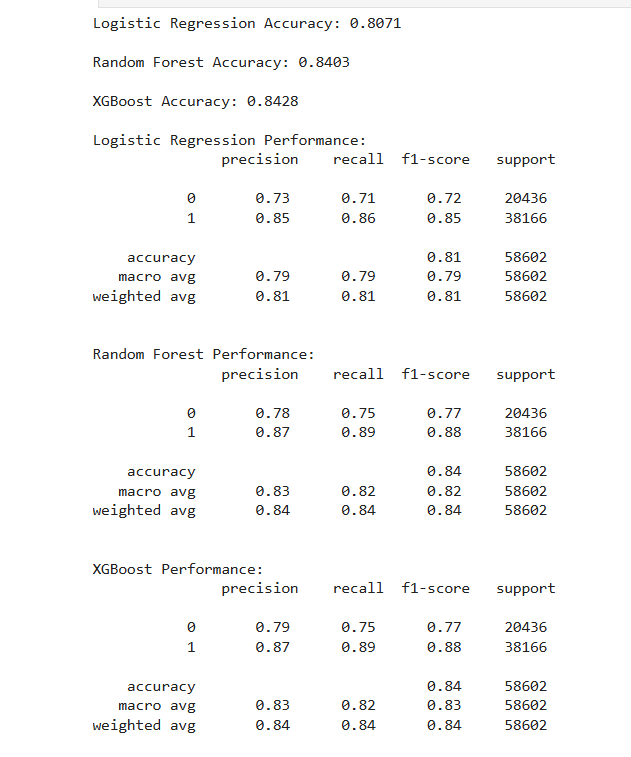 Logistic Regression Accuracy: 0.8071
Random Forest Accuracy: 0.8403
XGBoost Accuracy: 0.8428
Logistic Regression Performance:
precision recall f1-score support
0 0.73 0.71 0.72 20436
1 0.85 0.86 0.85 38166
accuracy 0.81 58602
macro avg 0.79 0.79 0.79 58602
weighted avg 0.81 0.81 0.81 58602
Random Forest Performance:
precision recall f1-score support
0 0.78 0.75 0.77 20436
1 0.87 0.89 0.88 38166
accuracy 0.84 58602
macro avg 0.83 0.82 0.82 58602
weighted avg 0.84 0.84 0.84 58602
XGBoost Performance:
precision recall f1-score support
0 0.79 0.75 0.77 20436
1 0.87 0.89 0.88 38166
accuracy 0.84 58602
macro avg 0.83 0.82 0.83 58602
weighted avg 0.84 0.84 0.84 58602